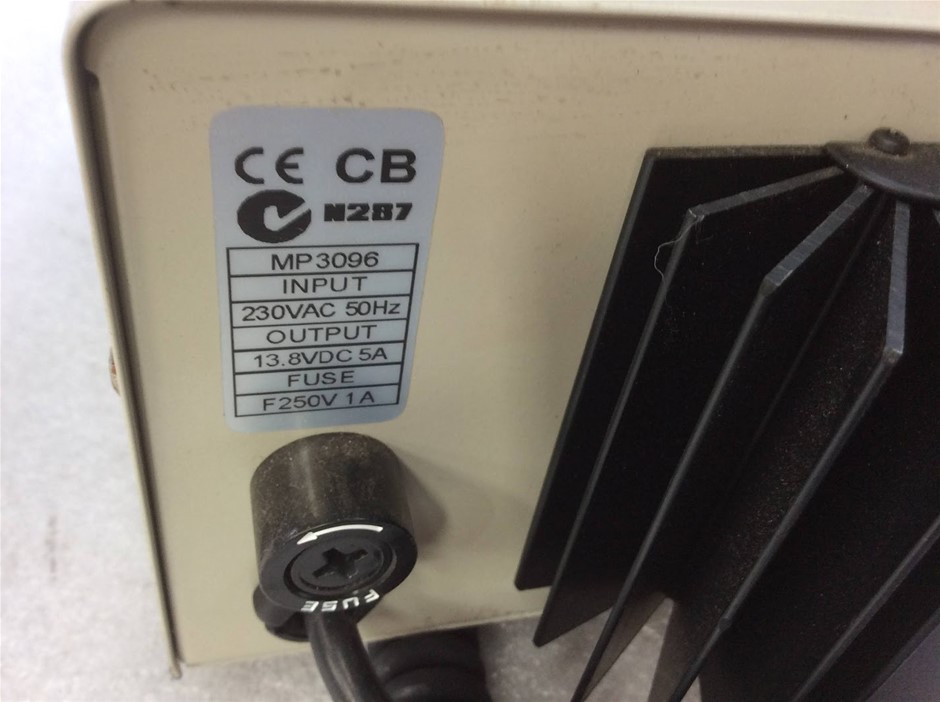 CE CB
N287
MP3096
INPUT
230VAC 50Hz
OUTPUT
13.8VDC 5A
FUSE
F250V 1A
FUSE